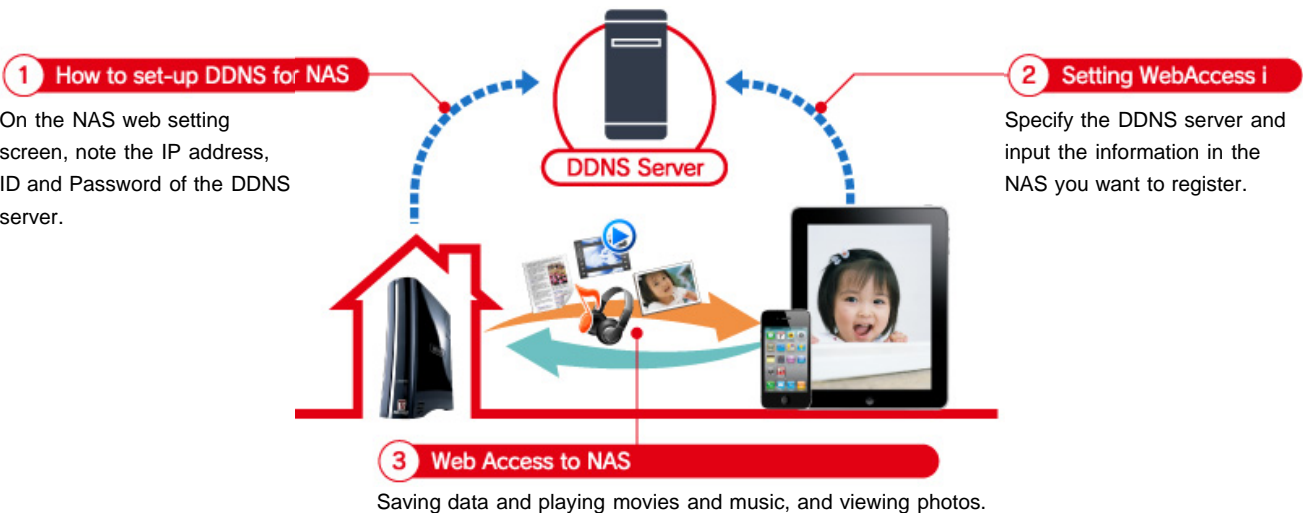 1 How to set-up DDNS for NAS
On the NAS web setting
screen, note the IP address,
ID and Password of the DDNS
server.
DDNS Server
2 Setting WebAccess i
Specify the DDNS server and
input the information in the
NAS you want to register.
3 Web Access to NAS
Saving data and playing movies and music, and viewing photos.